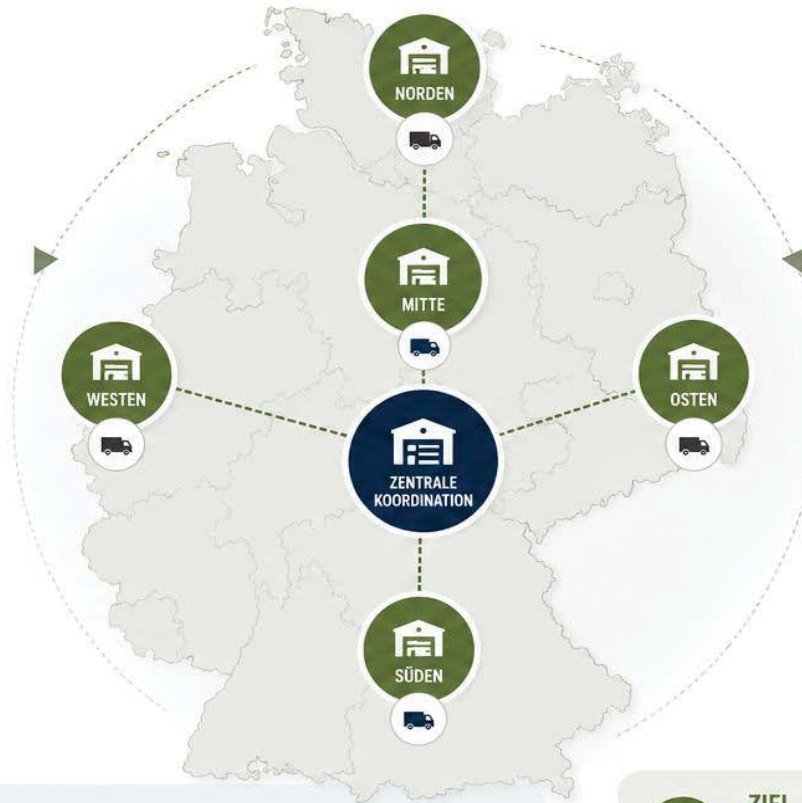 NORDEN
MITTE
WESTEN
OSTEN
ZENTRALE
KOORDINATION
SÜDEN
ZIEL